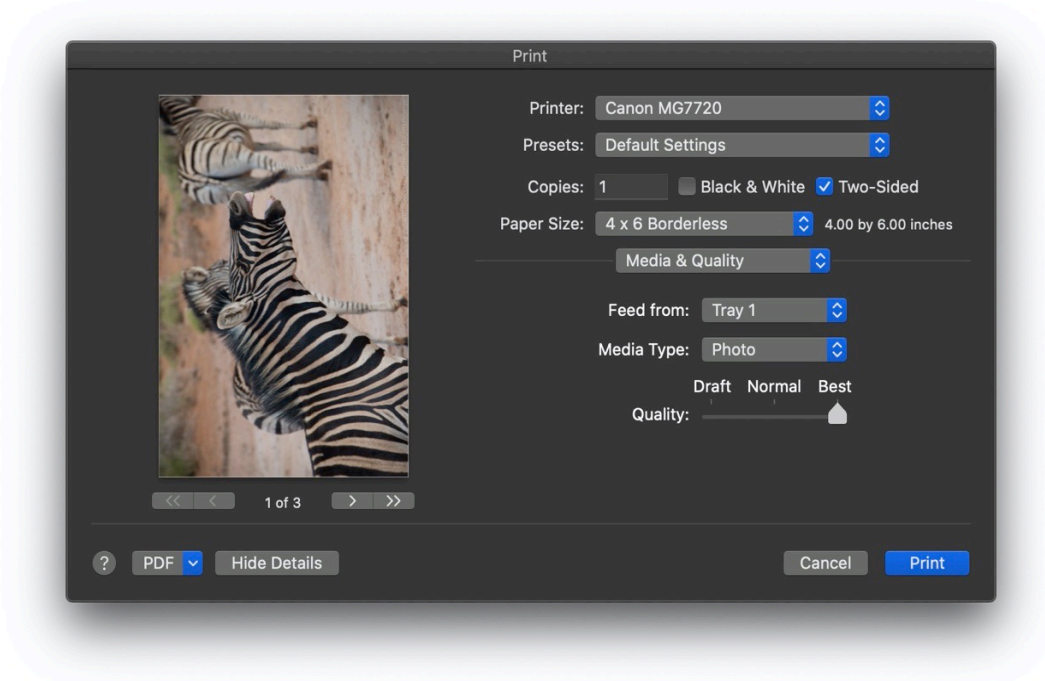 Print
Printer: Canon MG7720
Presets: Default Settings
Copies: 1 Black & White Two-Sided
Paper Size: 4 x 6 Borderless 4.00 by 6.00 inches
Media & Quality
Feed from: Tray 1
Media Type: Photo
Draft Normal Best
Quality:
1 of 3
? PDF Hide Details Cancel Print